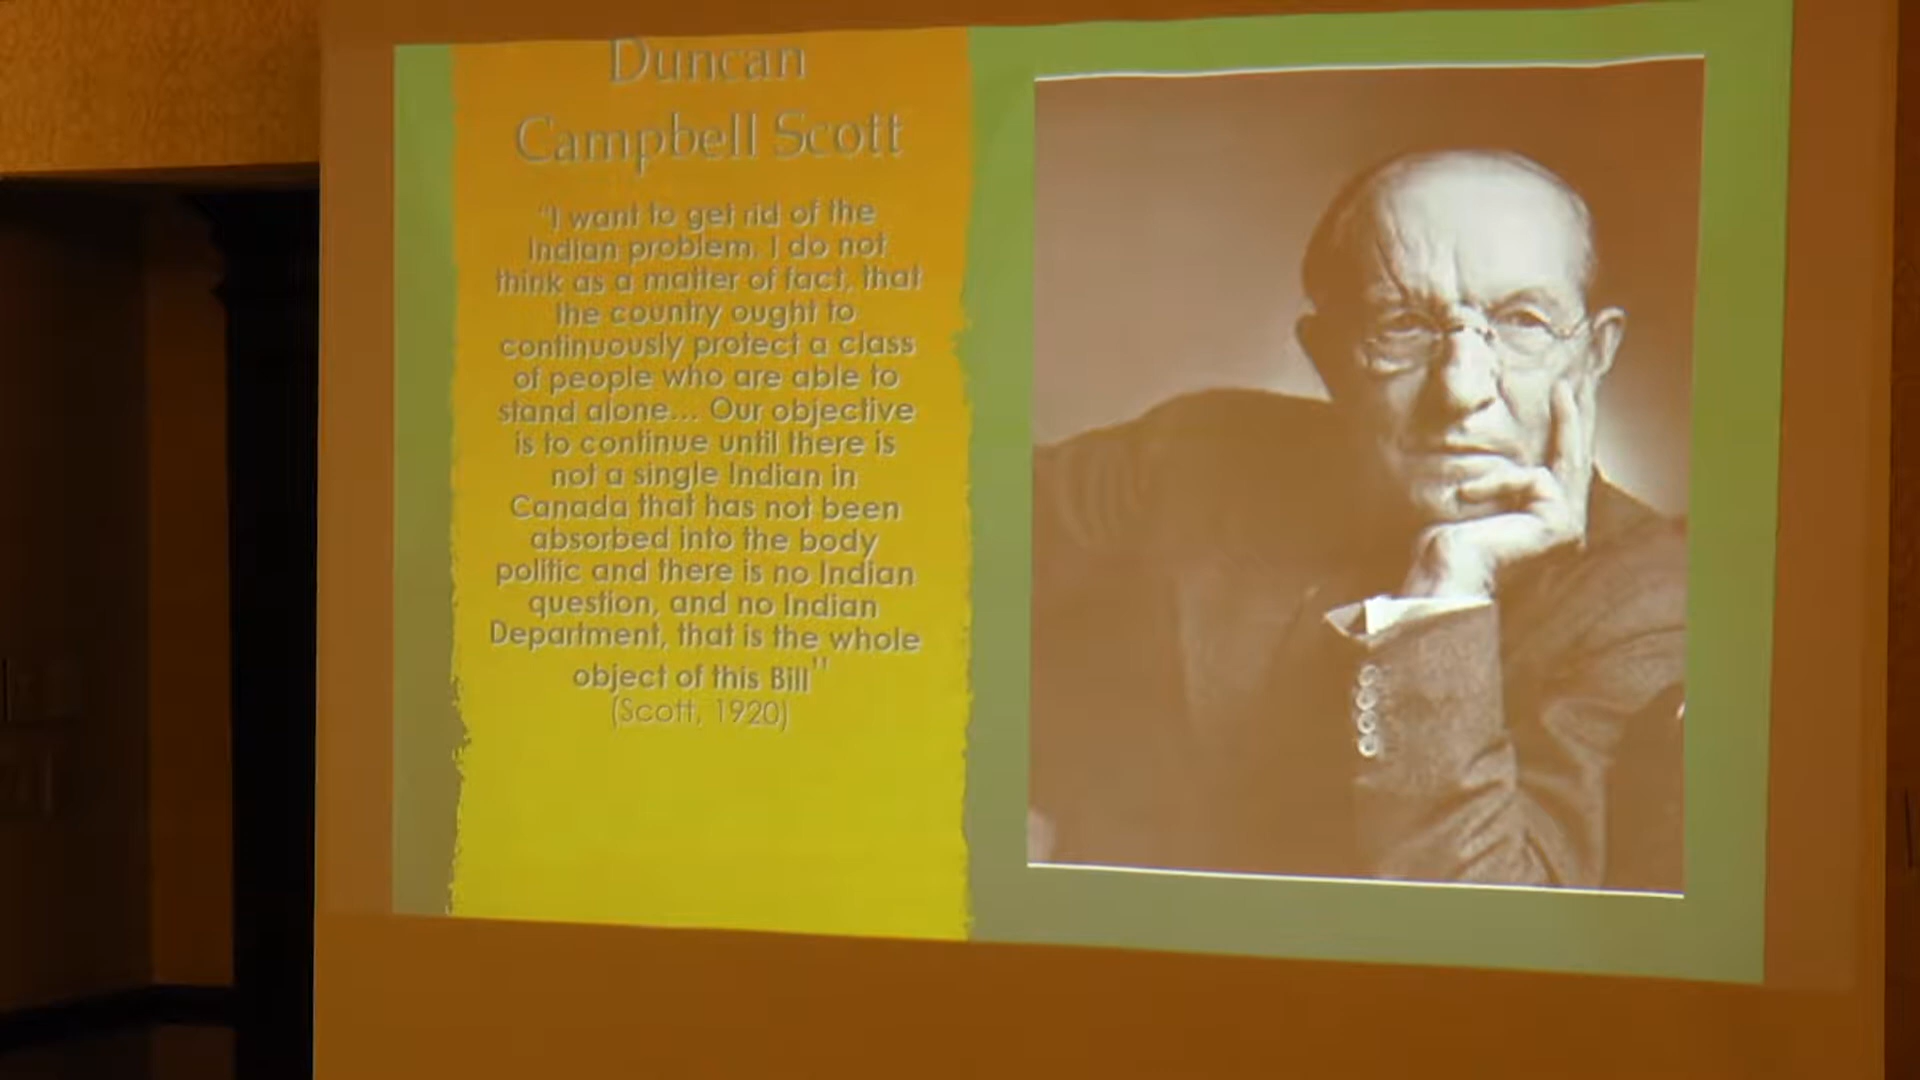 Duncan
Campbell Scott
"I want to get rid of the
Indian problem. I do not
think as a matter of fact, that
the country ought to
continuously protect a class
of people who are able to
stand alone... Our objective
is to continue until there is
not a single Indian in
Canada that has not been
absorbed into the body
politic and there is no Indian
question, and no Indian
Department, that is the whole
object of this Bill"
(Scott, 1920)